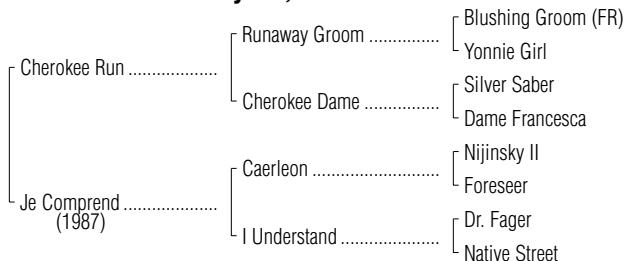 Blushing Groom (FR)
Runaway Groom ...............
Yonnie Girl
Cherokee Run ...................
Silver Saber
Cherokee Dame ................
Dame Francesca
Nijinsky II
Caerleon ...........................
Foreseer
Je Comprend ....................
(1987)
Dr. Fager
I Understand .....................
Native Street